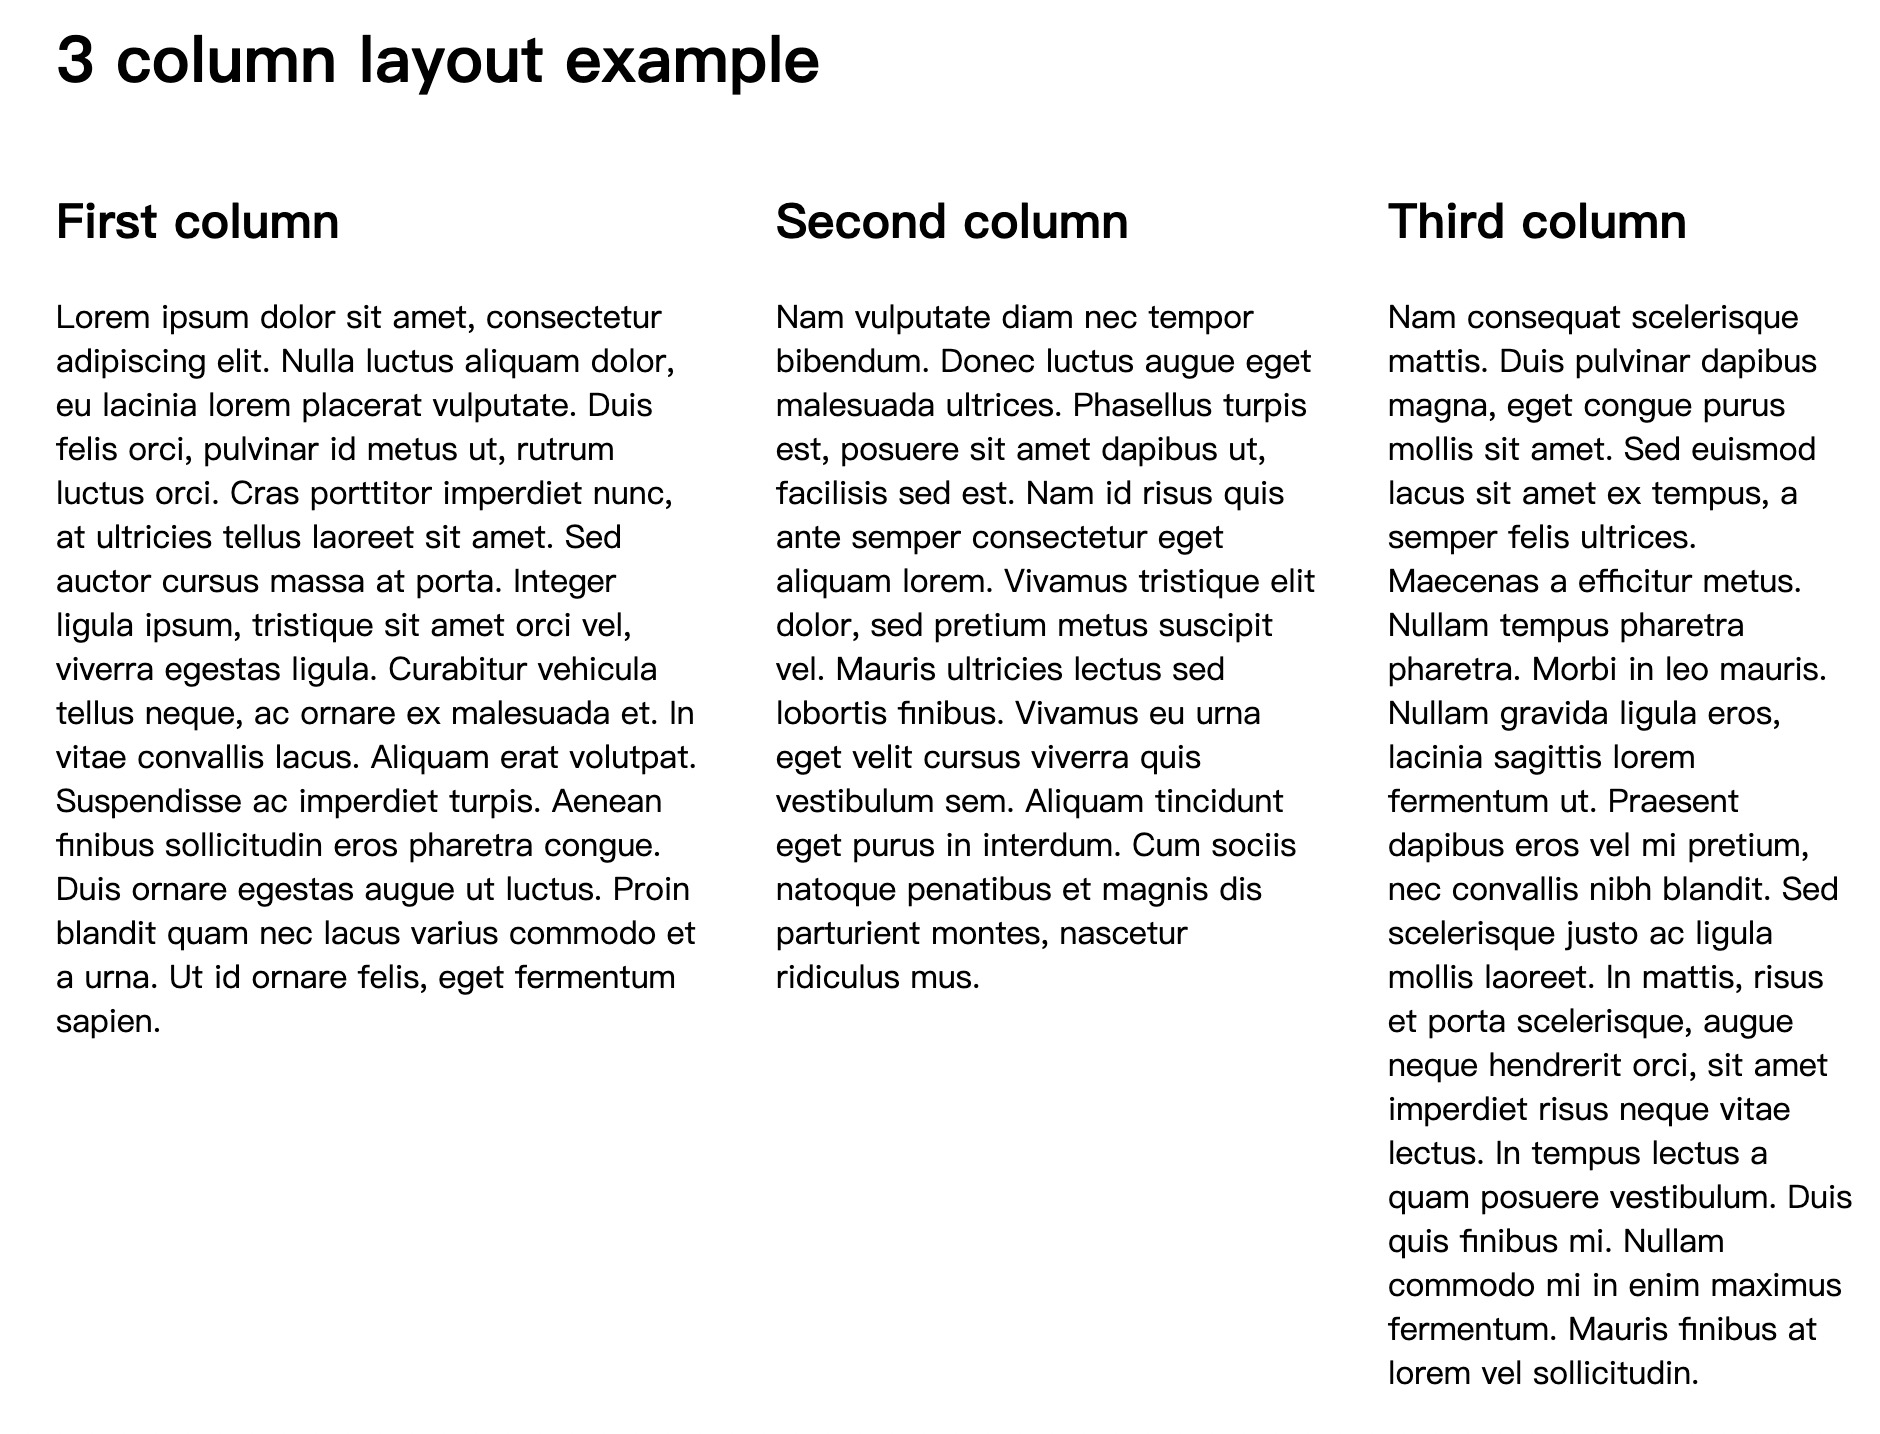 3 column layout example
First column
Lorem ipsum dolor sit amet, consectetur
adipiscing elit. Nulla luctus aliquam dolor,
eu lacinia lorem placerat vulputate. Duis
felis orci, pulvinar id metus ut, rutrum
luctus orci. Cras porttitor imperdiet nunc,
at ultricies tellus laoreet sit amet. Sed
auctor cursus massa at porta. Integer
ligula ipsum, tristique sit amet orci vel,
viverra egestas ligula. Curabitur vehicula
tellus neque, ac ornare ex malesuada et. In
vitae convallis lacus. Aliquam erat volutpat.
Suspendisse ac imperdiet turpis. Aenean
finibus sollicitudin eros pharetra congue.
Duis ornare egestas augue ut luctus. Proin
blandit quam nec lacus varius commodo et
a urna. Ut id ornare felis, eget fermentum
sapien.
Second column
Nam vulputate diam nec tempor
bibendum. Donec luctus augue eget
malesuada ultrices. Phasellus turpis
est, posuere sit amet dapibus ut,
facilisis sed est. Nam id risus quis
ante semper consectetur eget
aliquam lorem. Vivamus tristique elit
dolor, sed pretium metus suscipit
vel. Mauris ultricies lectus sed
lobortis finibus. Vivamus eu urna
eget velit cursus viverra quis
vestibulum sem. Aliquam tincidunt
eget purus in interdum. Cum sociis
natoque penatibus et magnis dis
parturient montes, nascetur
ridiculus mus.
Third column
Nam consequat scelerisque
mattis. Duis pulvinar dapibus
magna, eget congue purus
mollis sit amet. Sed euismod
lacus sit amet ex tempus, a
semper felis ultrices.
Maecenas a efficitur metus.
Nullam tempus pharetra
pharetra. Morbi in leo mauris.
Nullam gravida ligula eros,
lacinia sagittis lorem
fermentum ut. Praesent
dapibus eros vel mi pretium,
nec convallis nibh blandit. Sed
scelerisque justo ac ligula
mollis laoreet. In mattis, risus
et porta scelerisque, augue
neque hendrerit orci, sit amet
imperdiet risus neque vitae
lectus. In tempus lectus a
quam posuere vestibulum. Duis
quis finibus mi. Nullam
commodo mi in enim maximus
fermentum. Mauris finibus at
lorem vel sollicitudin.